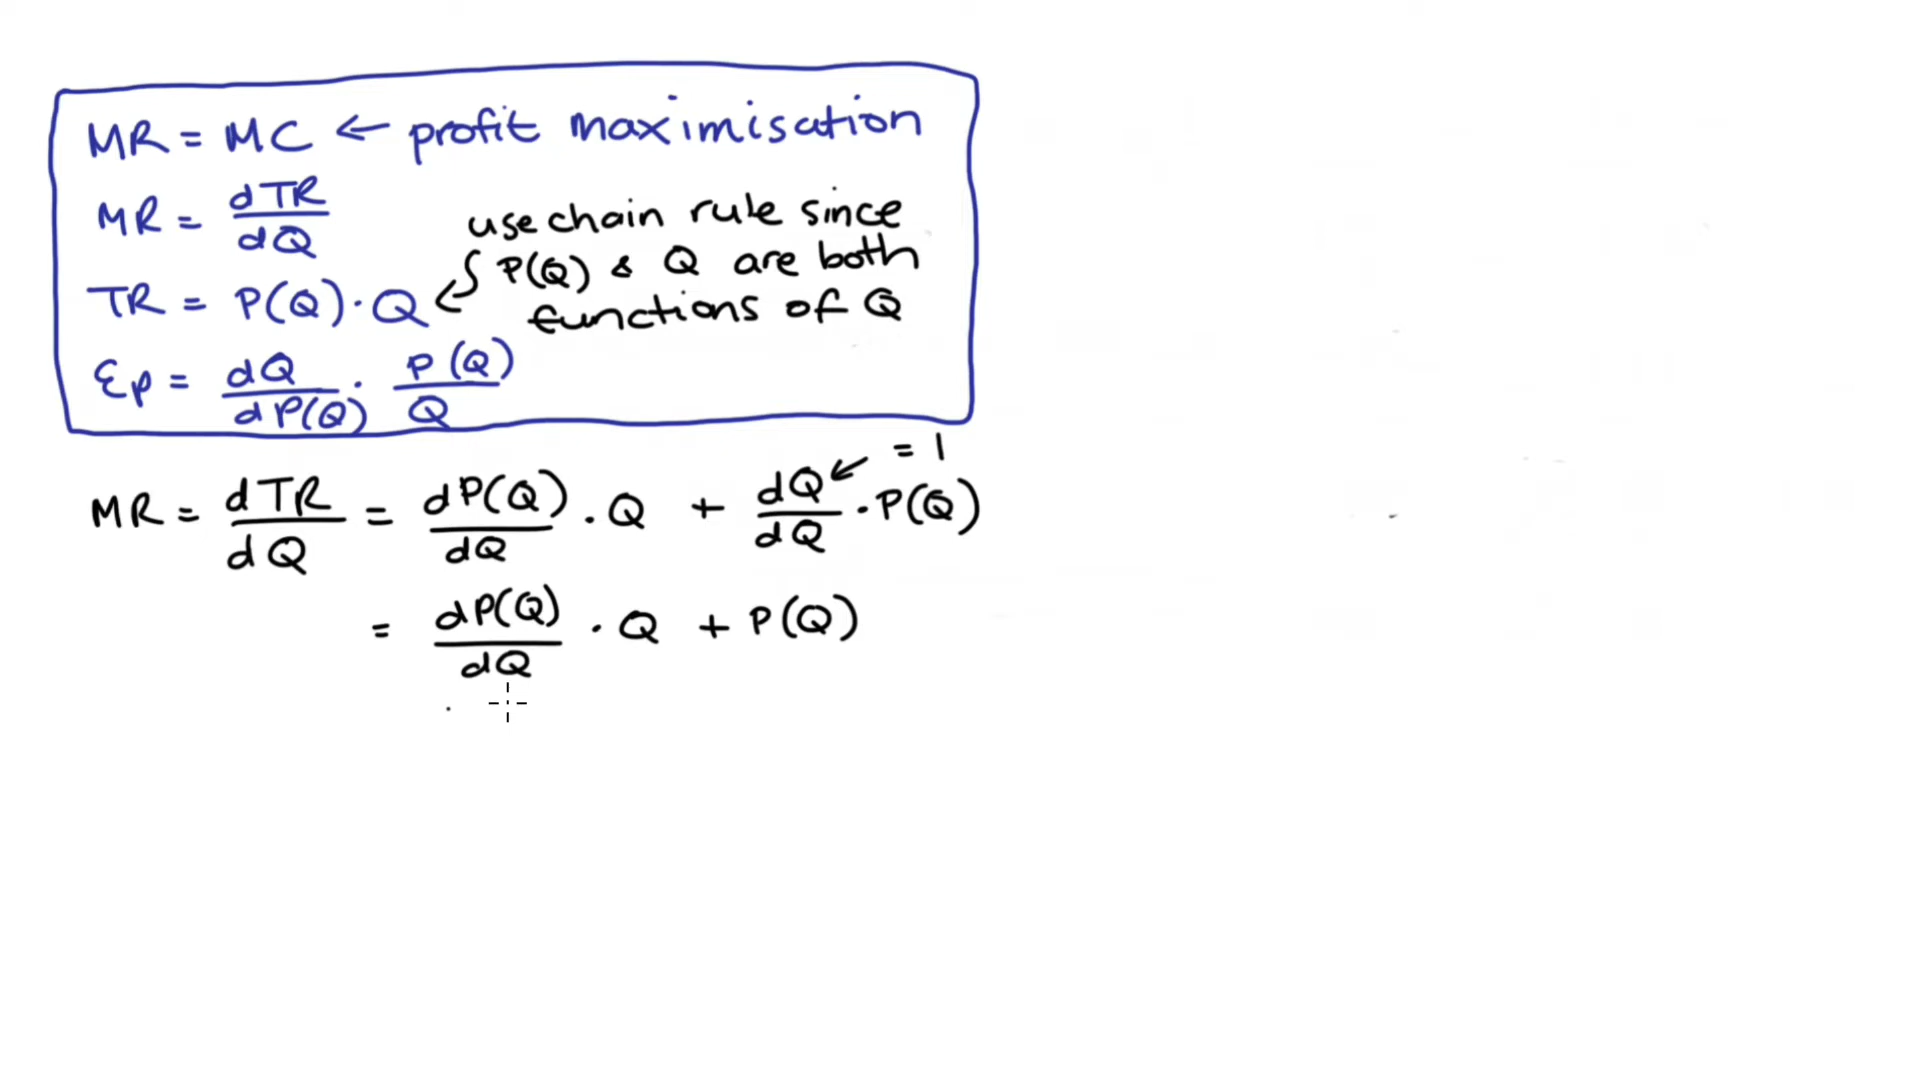 MR = MC ← profit maximisation
MR = dTR/dQ
use chain rule since
P(Q) & Q are both
functions of Q
TR = P(Q) · Q
Ɛp = dQ/dP(Q) · P(Q)/Q
= 1
MR = dTR/dQ = dP(Q)/dQ · Q + dQ/dQ · P(Q)
= dP(Q)/dQ · Q + P(Q)